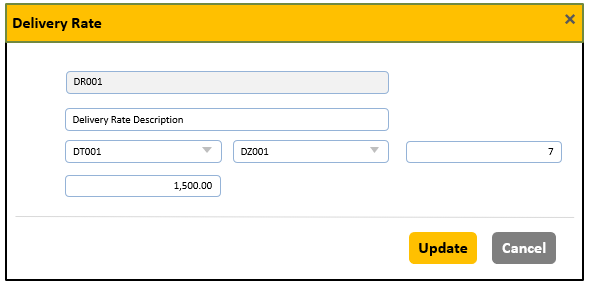 Delivery Rate
DR001
Delivery Rate Description
DT001 DZ001 7
1,500.00
Update Cancel